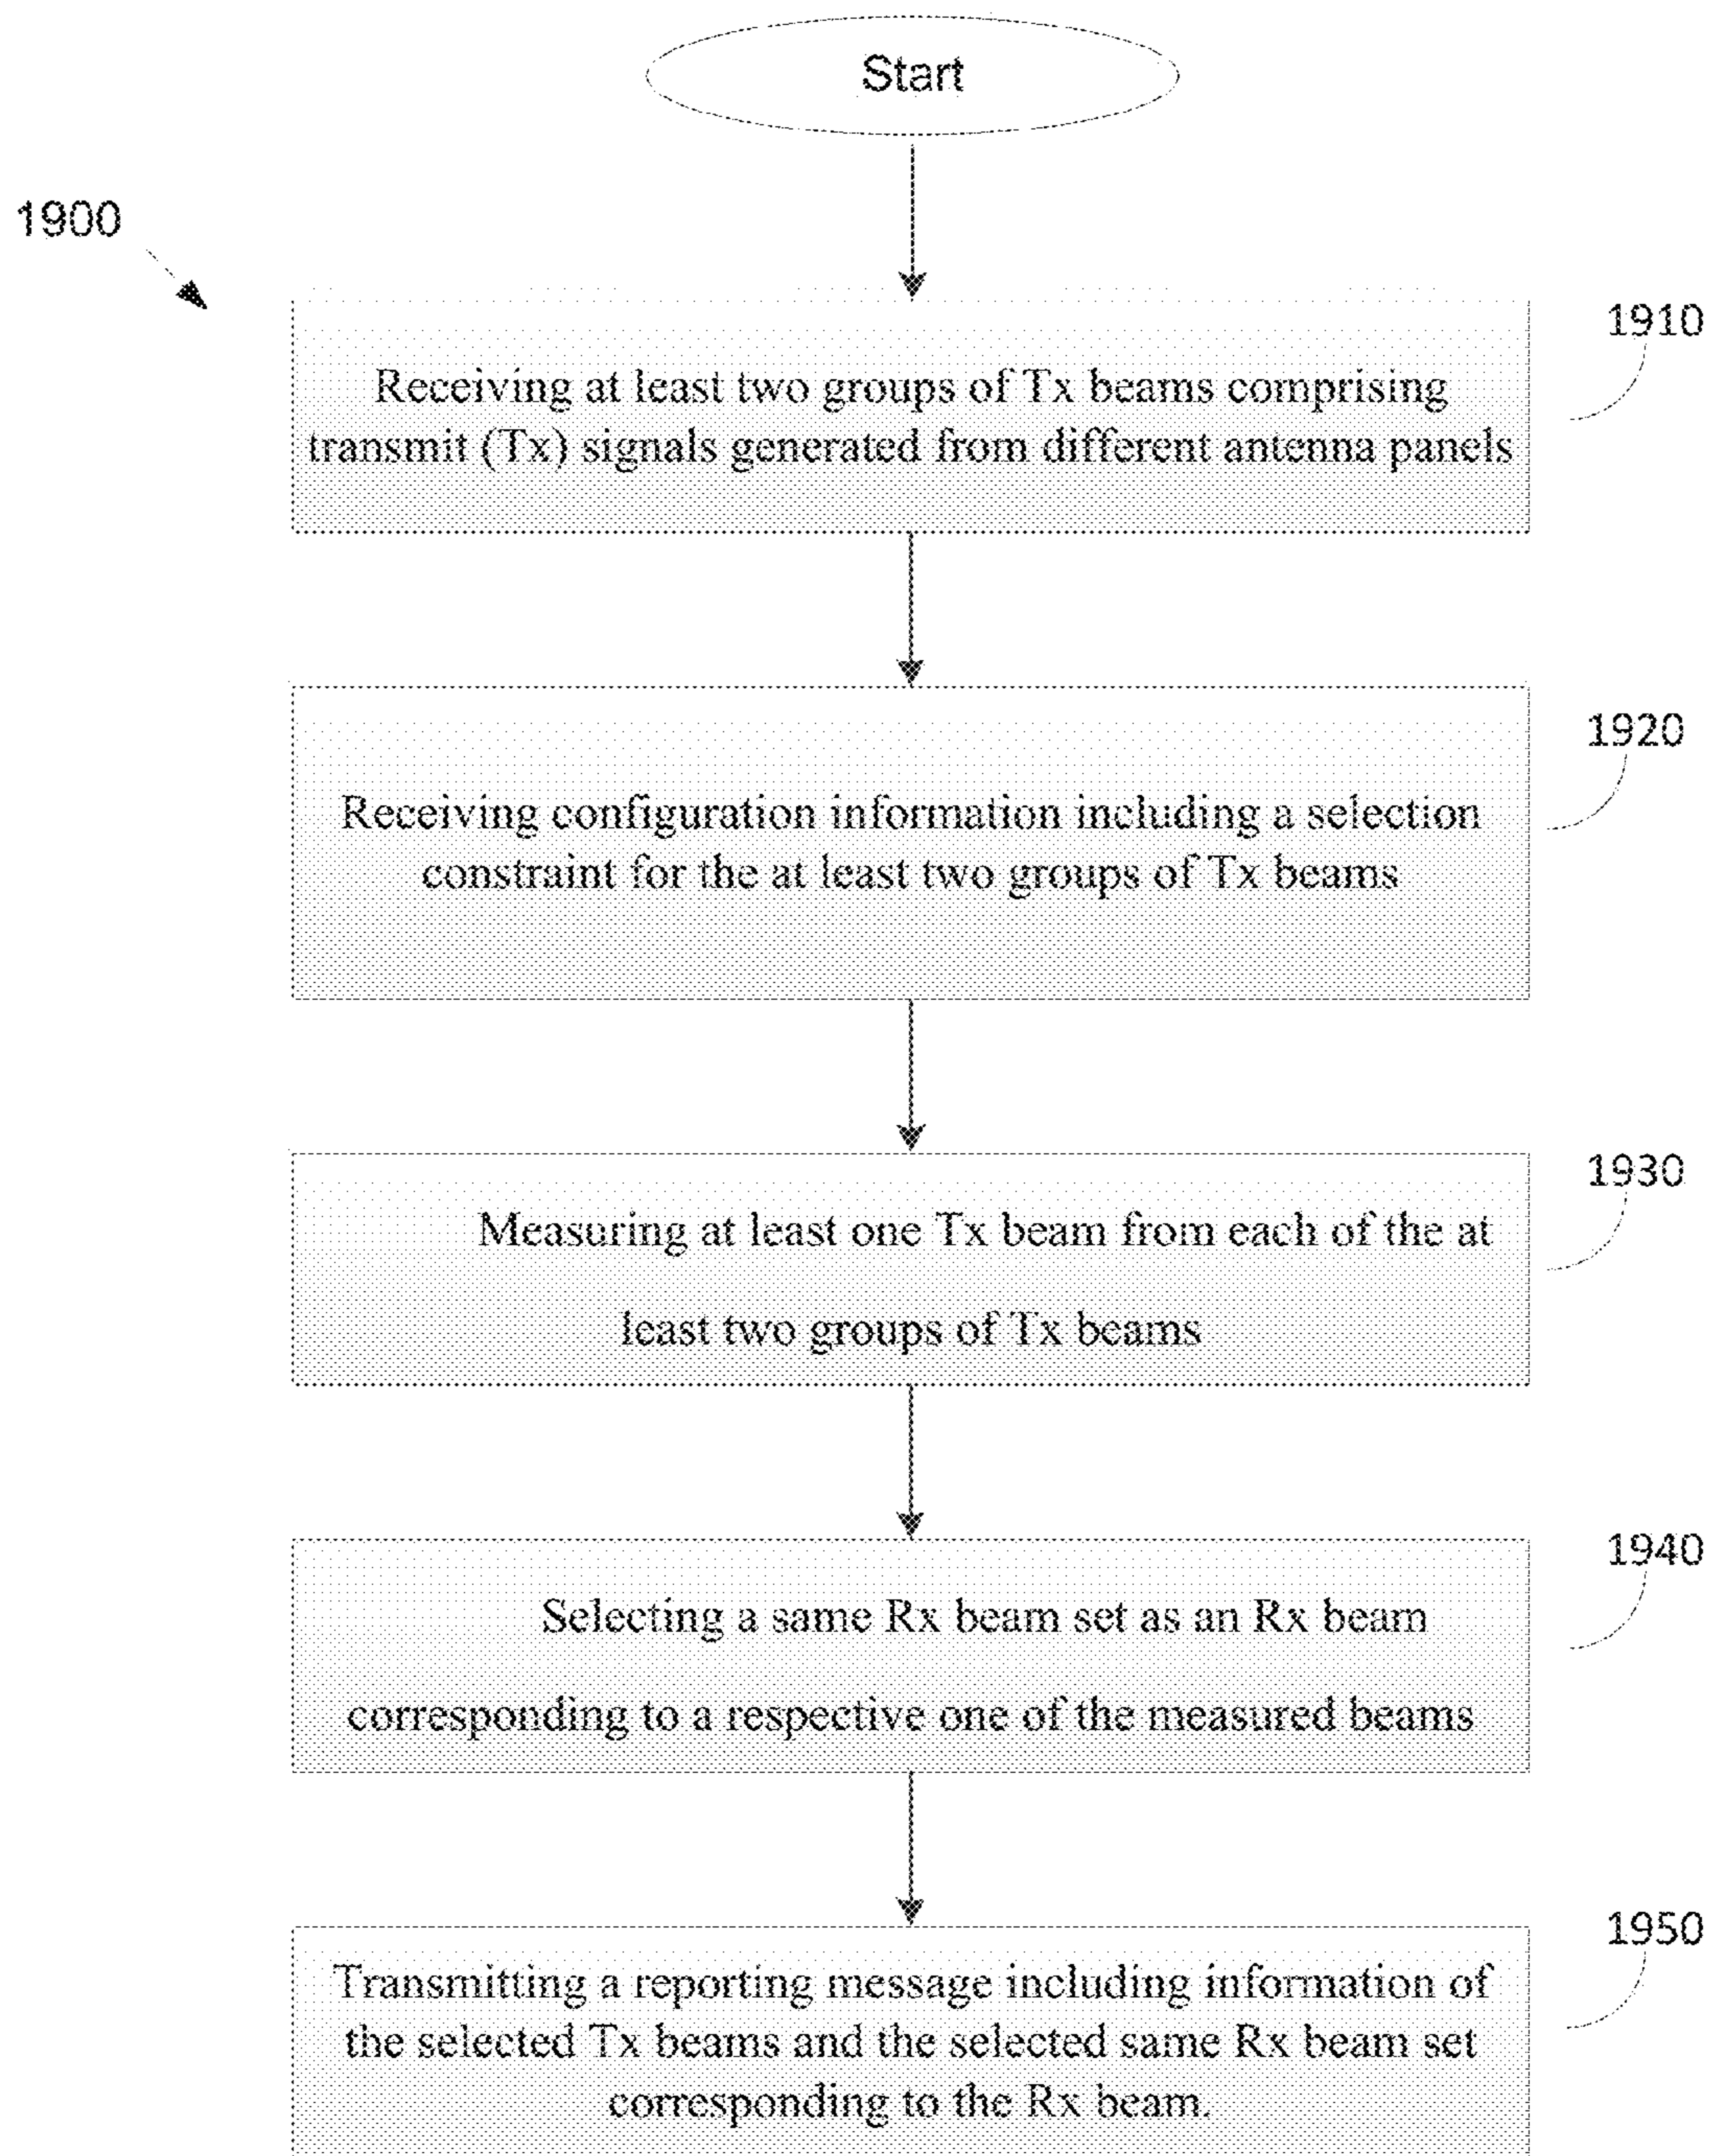 Start
1900
1910
Receiving at least two groups of Tx beams comprising
transmit (Tx) signals generated from different antenna panels
1920
Receiving configuration information including a selection
constraint for the at least two groups of Tx beams
1930
Measuring at least one Tx beam from each of the at
least two groups of Tx beams
1940
Selecting a same Rx beam set as an Rx beam
corresponding to a respective one of the measured beams
1950
Transmitting a reporting message including information of
the selected Tx beams and the selected same Rx beam set
corresponding to the Rx beam.